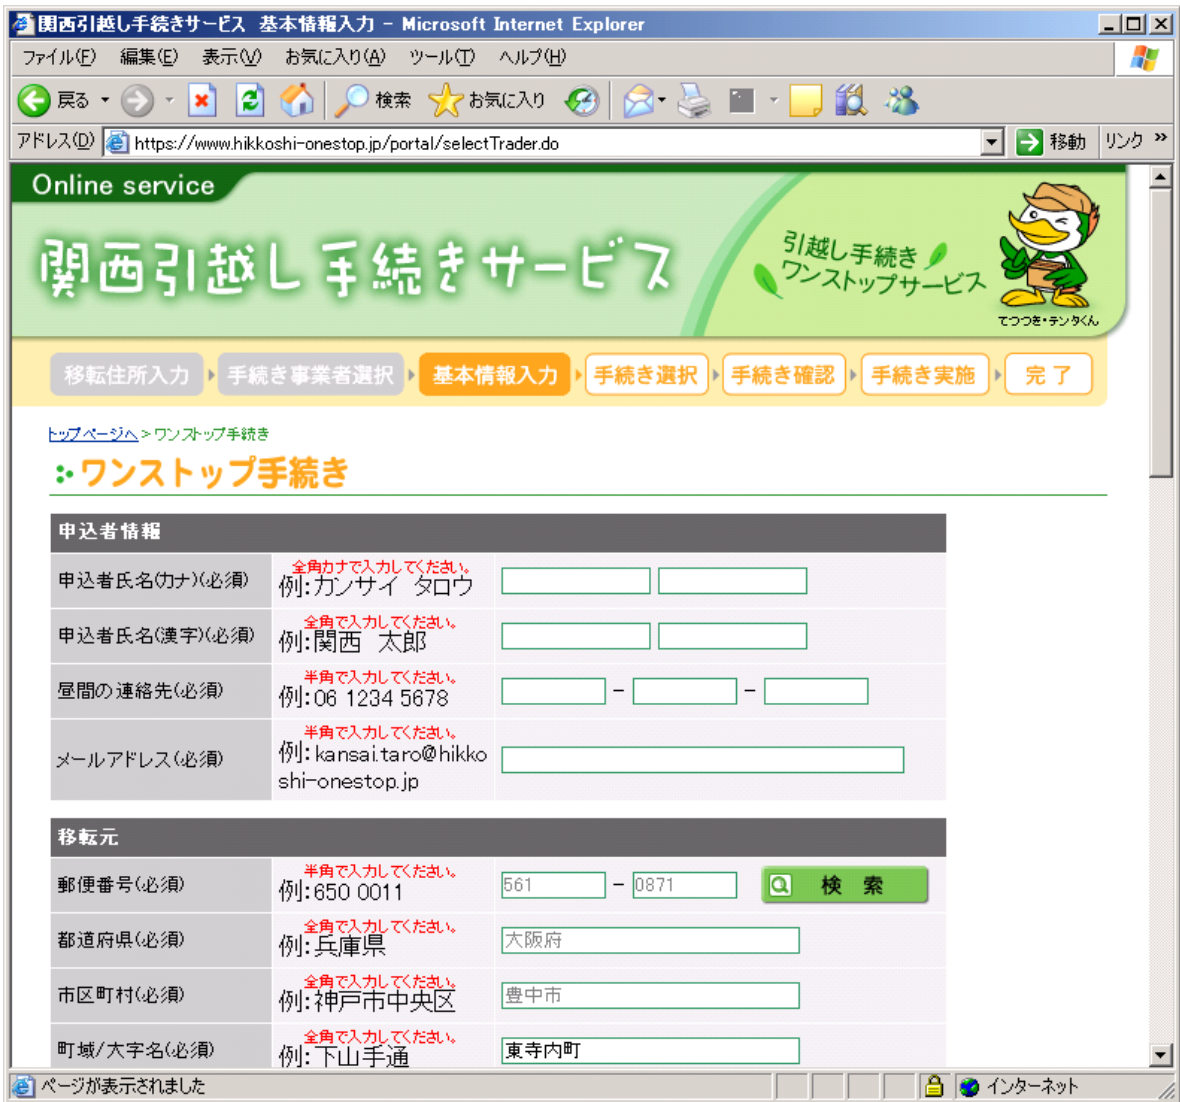 関西引越し手続きサービス 基本情報入力 - Microsoft Internet Explorer
ファイル(F) 編集(E) 表示(V) お気に入り(A) ツール(T) ヘルプ(H)
戻る 検索 お気に入り
アドレス(D) https://www.hikkoshi-onestop.jp/portal/selectTrader.do 移動 リンク »
Online service
関西引越し手続きサービス
引越し手続き
ワンストップサービス
てつつき・テンタくん
移転住所入力 手続き事業者選択 基本情報入力 手続き選択 手続き確認 手続き実施 完了
トップページへ > ワンストップ手続き
ワンストップ手続き
申込者情報
申込者氏名(カナ)(必須) 全角カナで入力してください。
例:カンサイ タロウ
申込者氏名(漢字)(必須) 全角で入力してください。
例:関西 太郎
昼間の連絡先(必須) 半角で入力してください。
例:06 1234 5678 - -
メールアドレス(必須) 半角で入力してください。
例:kansai.taro@hikko
shi-onestop.jp
移転元
郵便番号(必須) 半角で入力してください。
例:650 0011 561 - 0871 検索
都道府県(必須) 全角で入力してください。
例:兵庫県 大阪府
市区町村(必須) 全角で入力してください。
例:神戸市中央区 豊中市
町域/大字名(必須) 全角で入力してください。
例:下山手通 東寺内町
ページが表示されました インターネット